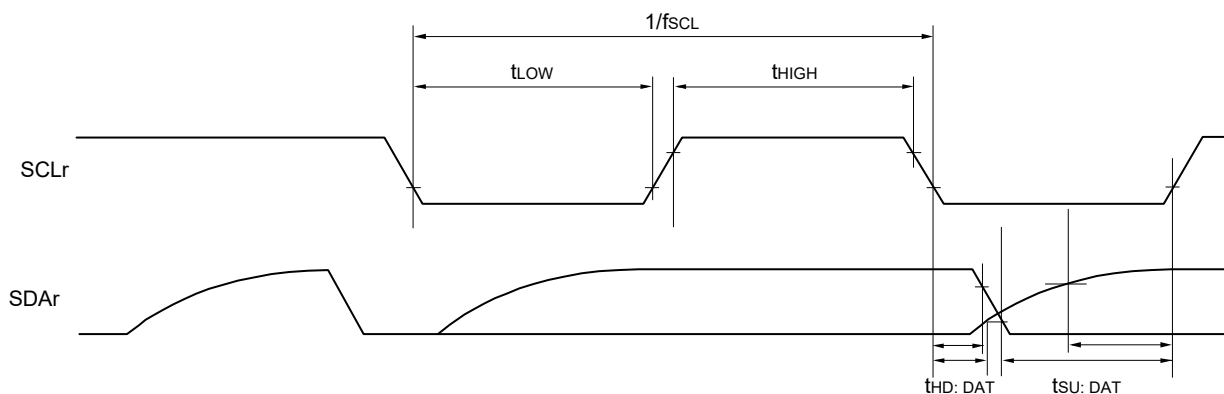 1/fSCL
tLOW
tHIGH
SCLr
SDAr
tHD: DAT
tSU: DAT